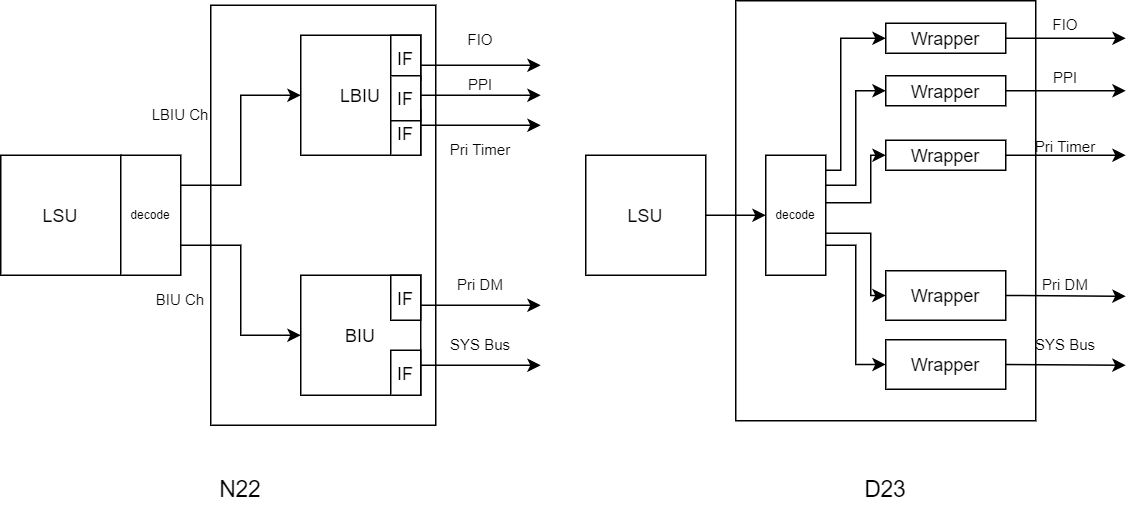 LSU
decode
LBIU Ch
BIU Ch
LBIU
IF
IF
IF
FIO
PPI
Pri Timer
BIU
IF
IF
Pri DM
SYS Bus
N22
LSU
decode
Wrapper
FIO
Wrapper
PPI
Wrapper
Pri Timer
Wrapper
Pri DM
Wrapper
SYS Bus
D23